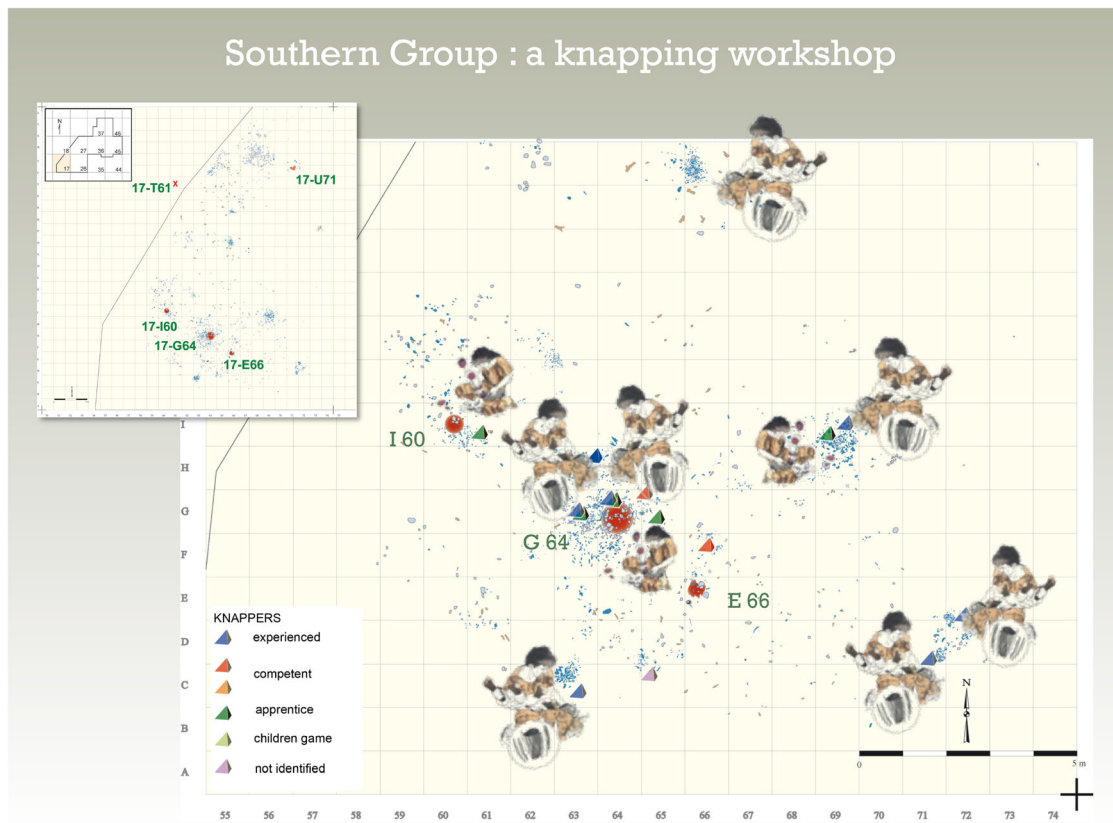 Southern Group : a knapping workshop
N
37 46
18 27 36 45
17 26 35 44
17-T61 x
17-U71
17-I60
17-G64
17-E66
I
I 60
H
G
G 64
F
E
E 66
KNAPPERS
experienced
D
competent
C
N
apprentice
B
children game
not identified
A
0 5 m
55 56 57 58 59 60 61 62 63 64 65 66 67 68 69 70 71 72 73 74